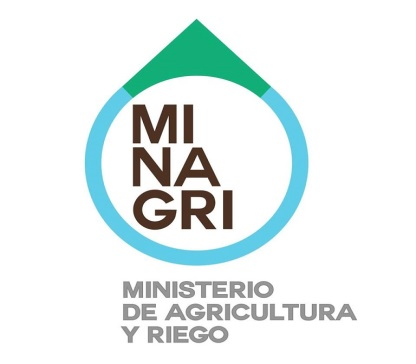 MI
NA
GRI
MINISTERIO
DE AGRICULTURA
Y RIEGO